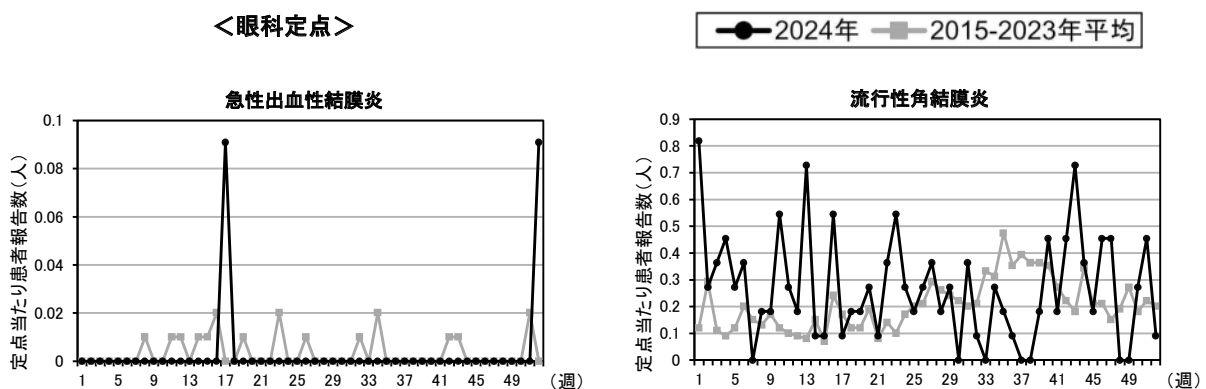 ＜眼科定点＞
2024年 2015-2023年平均
急性出血性結膜炎
定点当たり患者報告数(人)
0.1
0.08
0.06
0.04
0.02
0
1 5 9 13 17 21 25 29 33 37 41 45 49 (週)
流行性角結膜炎
定点当たり患者報告数(人)
0.9
0.8
0.7
0.6
0.5
0.4
0.3
0.2
0.1
0
1 5 9 13 17 21 25 29 33 37 41 45 49 (週)